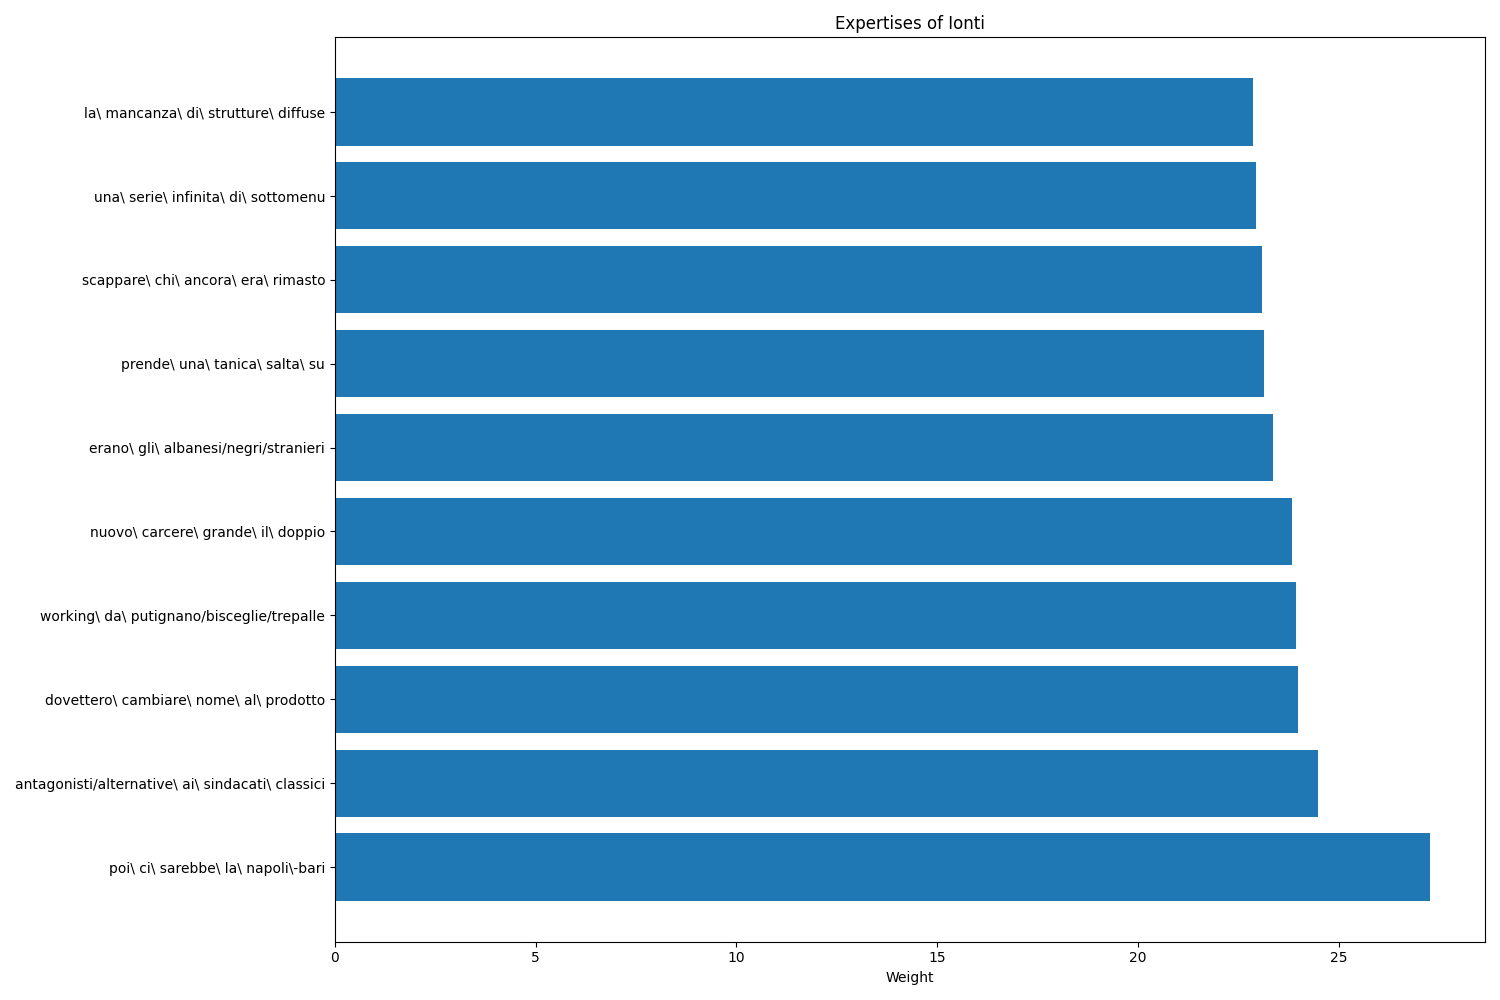 Expertises of Ionti
la\ mancanza\ di\ strutture\ diffuse
una\ serie\ infinita\ di\ sottomenu
scappare\ chi\ ancora\ era\ rimasto
prende\ una\ tanica\ salta\ su
erano\ gli\ albanesi/negri/stranieri
nuovo\ carcere\ grande\ il\ doppio
working\ da\ putignano/bisceglie/trepalle
dovettero\ cambiare\ nome\ al\ prodotto
antagonisti/alternative\ ai\ sindacati\ classici
poi\ ci\ sarebbe\ la\ napoli\-bari
0 5 10 15 20 25
Weight